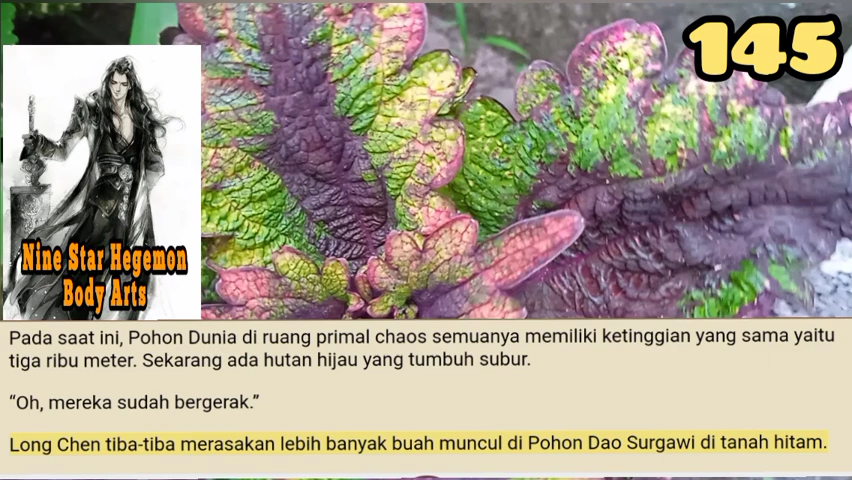 145
Nine Star Hegemon
Body Arts
Pada saat ini, Pohon Dunia di ruang primal chaos semuanya memiliki ketinggian yang sama yaitu
tiga ribu meter. Sekarang ada hutan hijau yang tumbuh subur.
“Oh, mereka sudah bergerak.”
Long Chen tiba-tiba merasakan lebih banyak buah muncul di Pohon Dao Surgawi di tanah hitam.